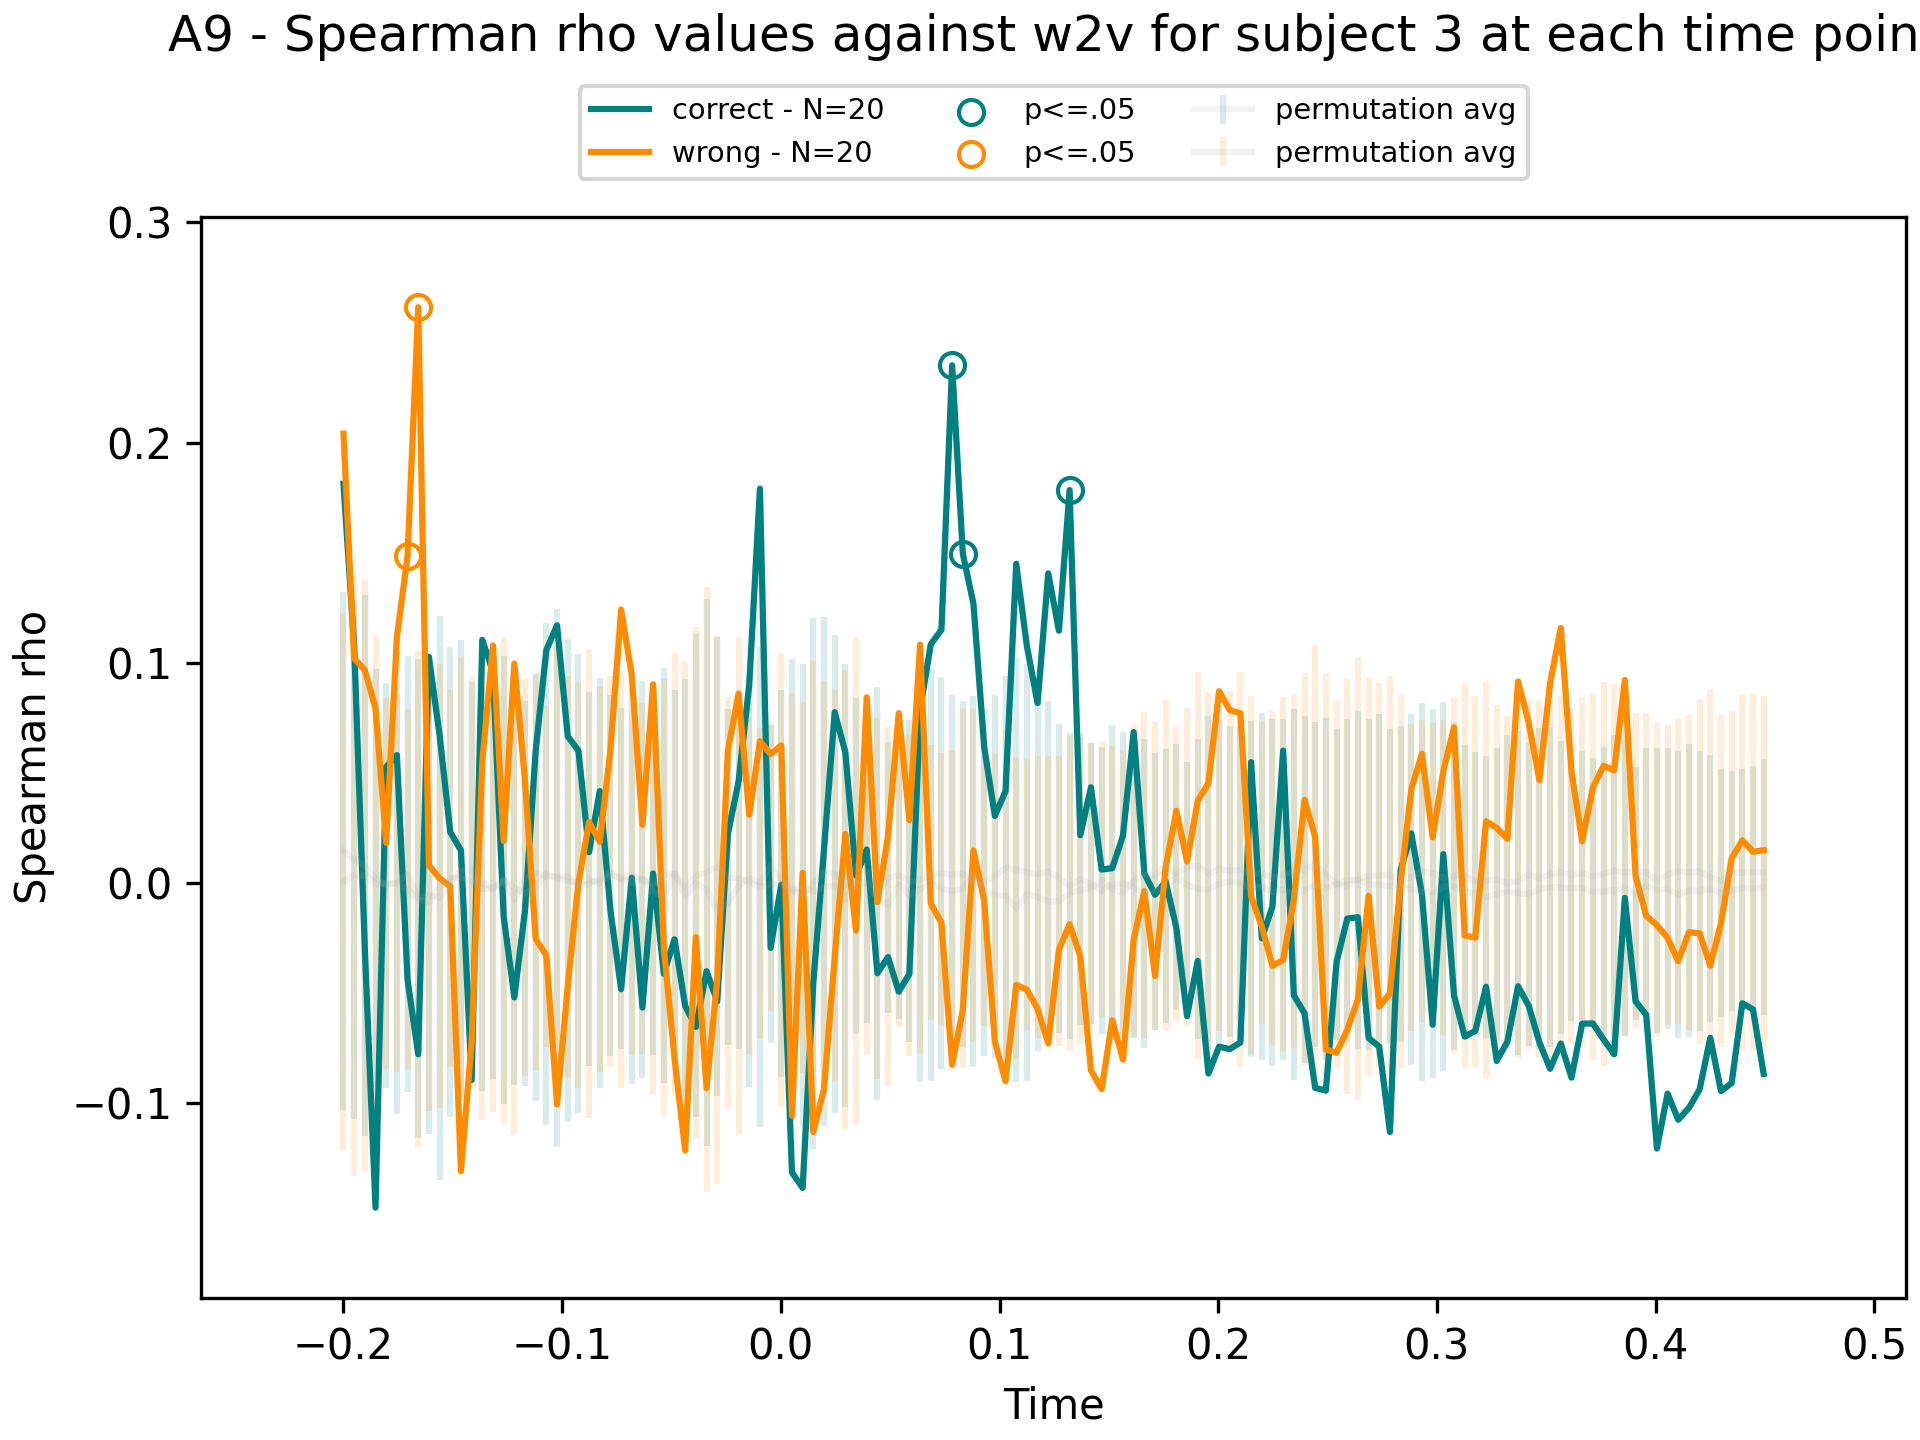 A9 - Spearman rho values against w2v for subject 3 at each time poin
correct - N=20
wrong - N=20
p<=.05
p<=.05
permutation avg
permutation avg
Spearman rho
0.3
0.2
0.1
0.0
−0.1
−0.2 −0.1 0.0 0.1 0.2 0.3 0.4 0.5
Time